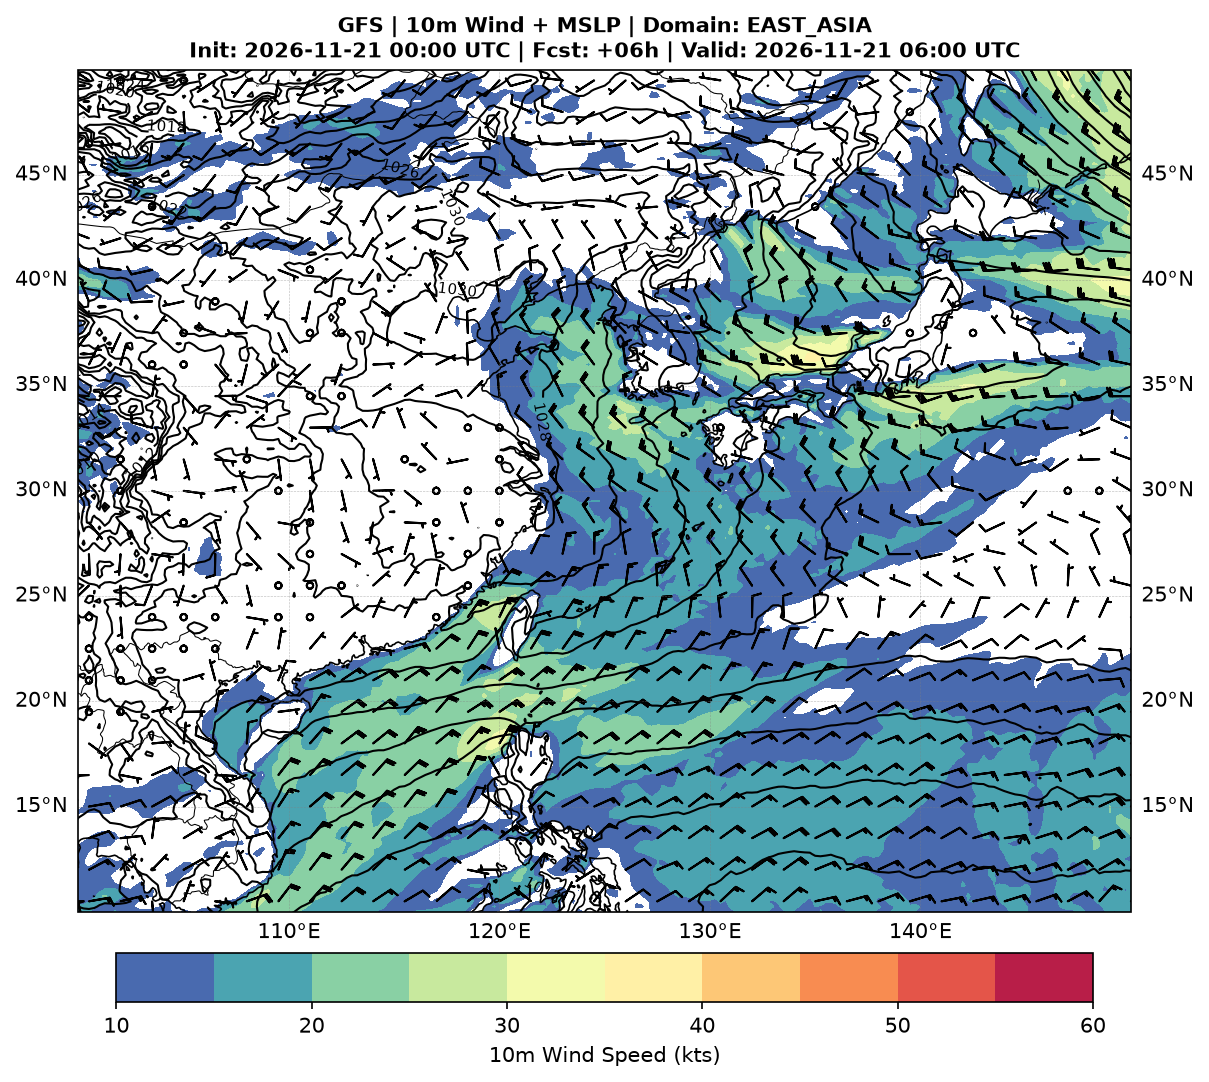 GFS | 10m Wind + MSLP | Domain: EAST_ASIA
Init: 2026-11-21 00:00 UTC | Fcst: +06h | Valid: 2026-11-21 06:00 UTC
1026
1030
1030
1028
45°N 45°N
40°N 40°N
35°N 35°N
30°N 30°N
25°N 25°N
20°N 20°N
15°N 15°N
110°E 120°E 130°E 140°E
10 20 30 40 50 60
10m Wind Speed (kts)